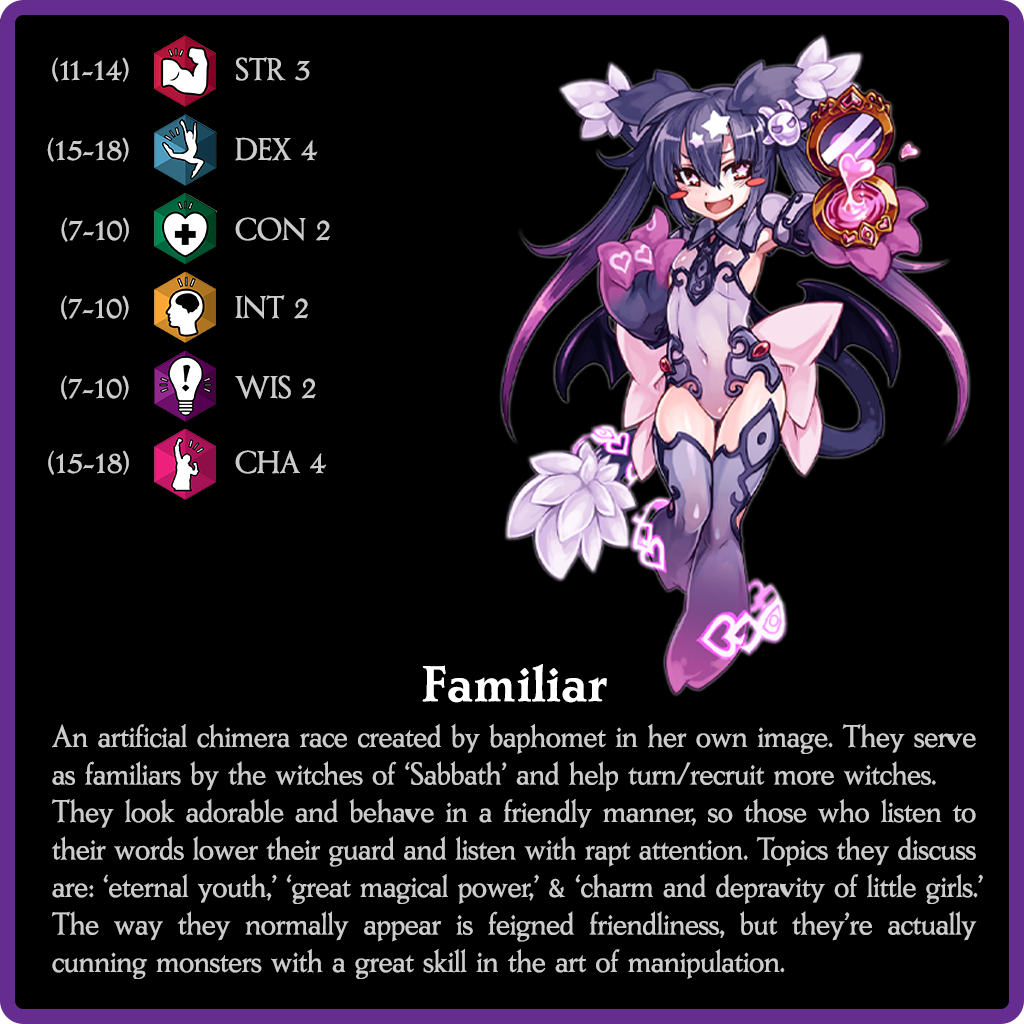 (11-14) STR 3
(15-18) DEX 4
(7-10) CON 2
(7-10) INT 2
(7-10) WIS 2
(15-18) CHA 4
Familiar
An artificial chimera race created by baphomet in her own image. They serve
as familiars by the witches of ‘Sabbath’ and help turn/recruit more witches.
They look adorable and behave in a friendly manner, so those who listen to
their words lower their guard and listen with rapt attention. Topics they discuss
are: ‘eternal youth,’ ‘great magical power,’ & ‘charm and depravity of little girls.’
The way they normally appear is feigned friendliness, but they’re actually
cunning monsters with a great skill in the art of manipulation.